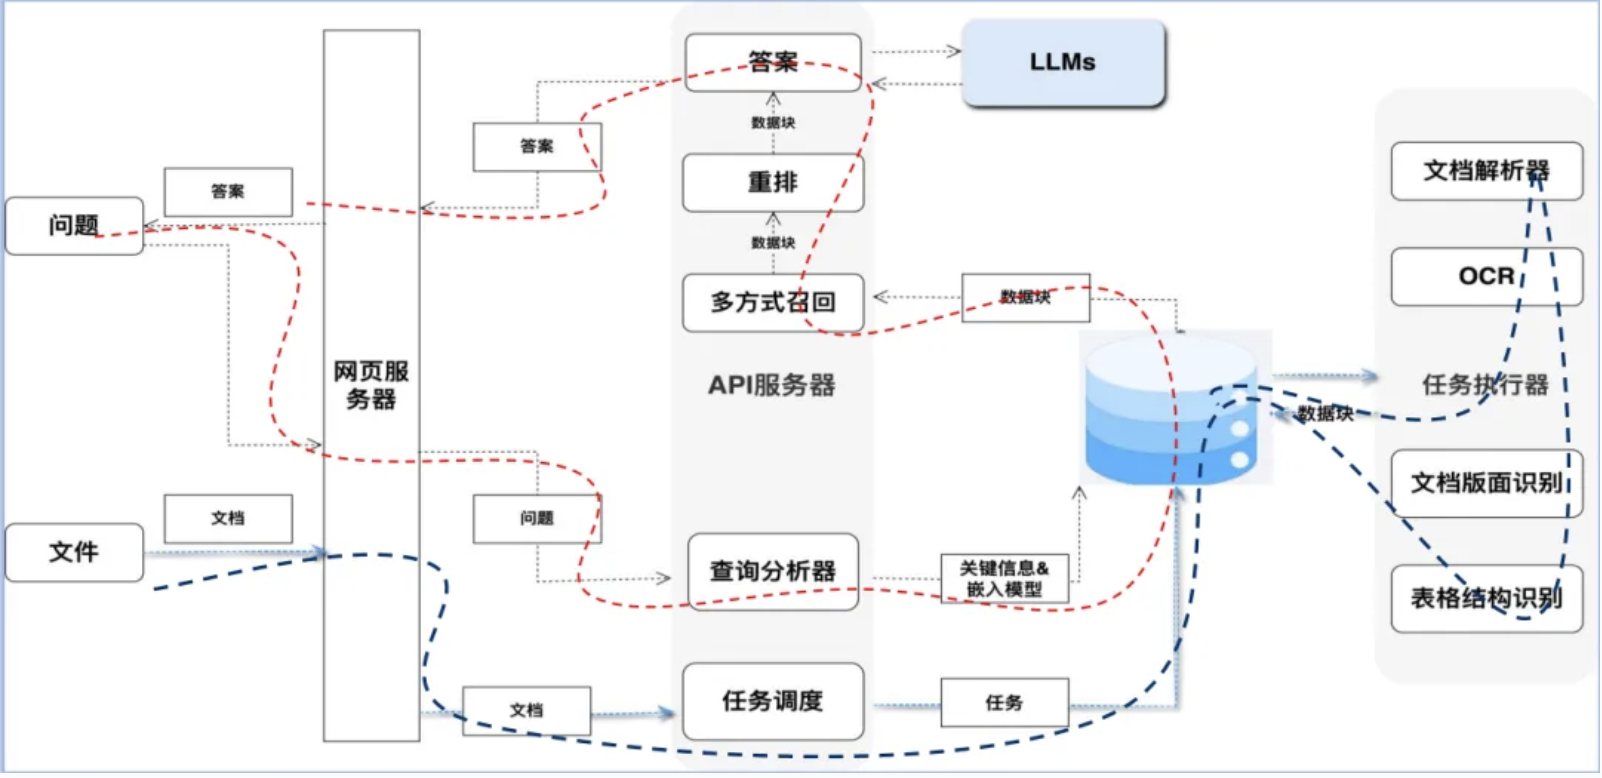 答案
LLMs
数据块
答案
文档解析器
答案
重排
问题
数据块
OCR
多方式召回
数据块
网页服
务器
API服务器
任务执行器
数据块
文档版面识别
文档
问题
文件
查询分析器
关键信息&
嵌入模型
表格结构识别
文档
任务调度
任务